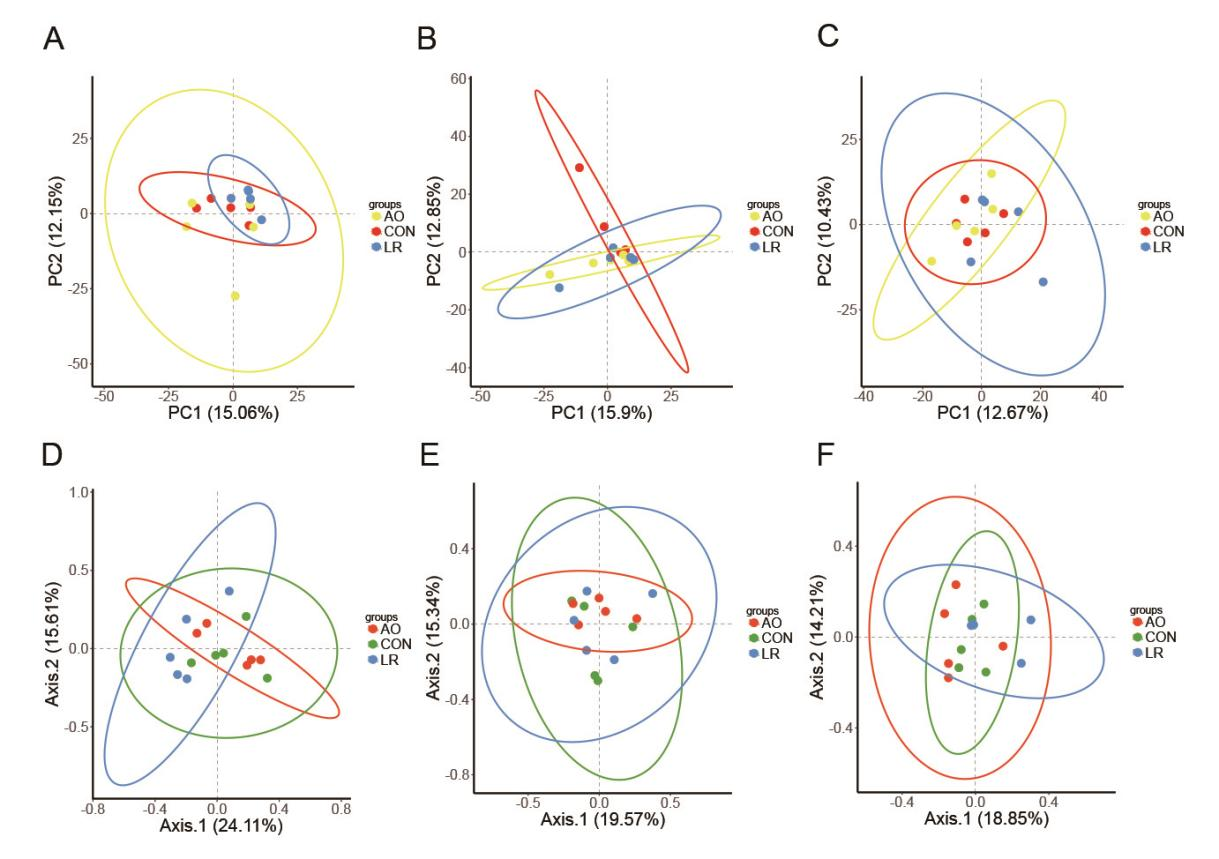 A
PC2 (12.15%)
25
0
-25
-50
-50
-25
0
25
PC1 (15.06%)
groups
AO
CON
LR
B
PC2 (12.85%)
60
40
20
0
-20
-40
-50
-25
0
25
PC1 (15.9%)
groups
AO
CON
LR
C
PC2 (10.43%)
25
0
-25
-40
-20
0
20
40
PC1 (12.67%)
groups
AO
CON
LR
D
Axis.2 (15.61%)
1.0
0.5
0.0
-0.5
-0.8
-0.4
0.0
0.4
0.8
Axis.1 (24.11%)
groups
AO
CON
LR
E
Axis.2 (15.34%)
0.4
0.0
-0.4
-0.8
-0.5
0.0
0.5
Axis.1 (19.57%)
groups
AO
CON
LR
F
Axis.2 (14.21%)
0.4
0.0
-0.4
-0.4
0.0
0.4
Axis.1 (18.85%)
groups
AO
CON
LR